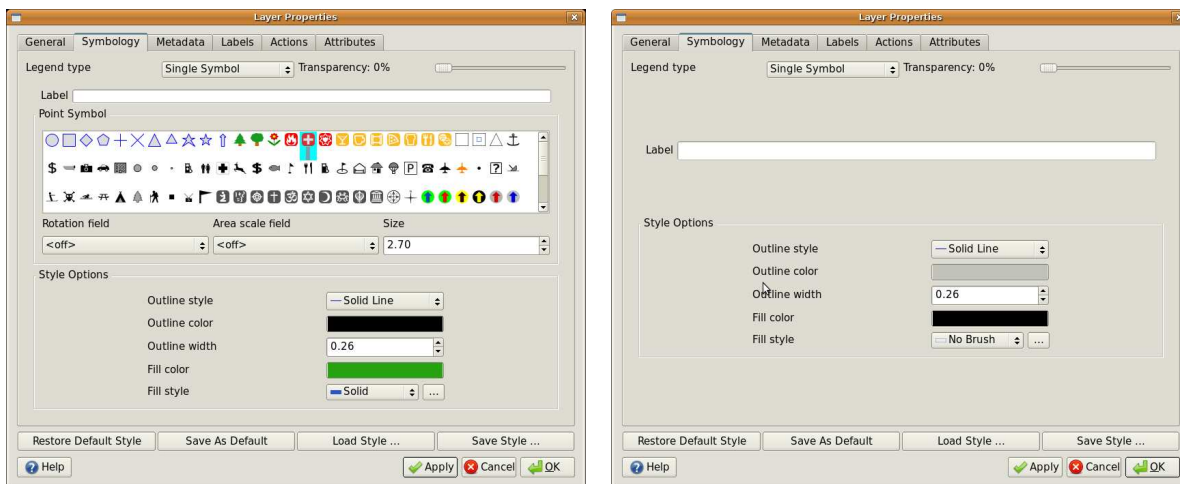 Layer Properties
General Symbology Metadata Labels Actions Attributes
Legend type Single Symbol Transparency: 0%
Label
Point Symbol
Rotation field Area scale field Size
<off> <off> 2.70
Style Options
Outline style Solid Line
Outline color
Outline width 0.26
Fill color
Fill style Solid ...
Restore Default Style Save As Default Load Style ... Save Style ...
Help Apply Cancel OK
Layer Properties
General Symbology Metadata Labels Actions Attributes
Legend type Single Symbol Transparency: 0%
Label
Style Options
Outline style Solid Line
Outline color
Outline width 0.26
Fill color
Fill style No Brush ...
Restore Default Style Save As Default Load Style ... Save Style ...
Help Apply Cancel OK